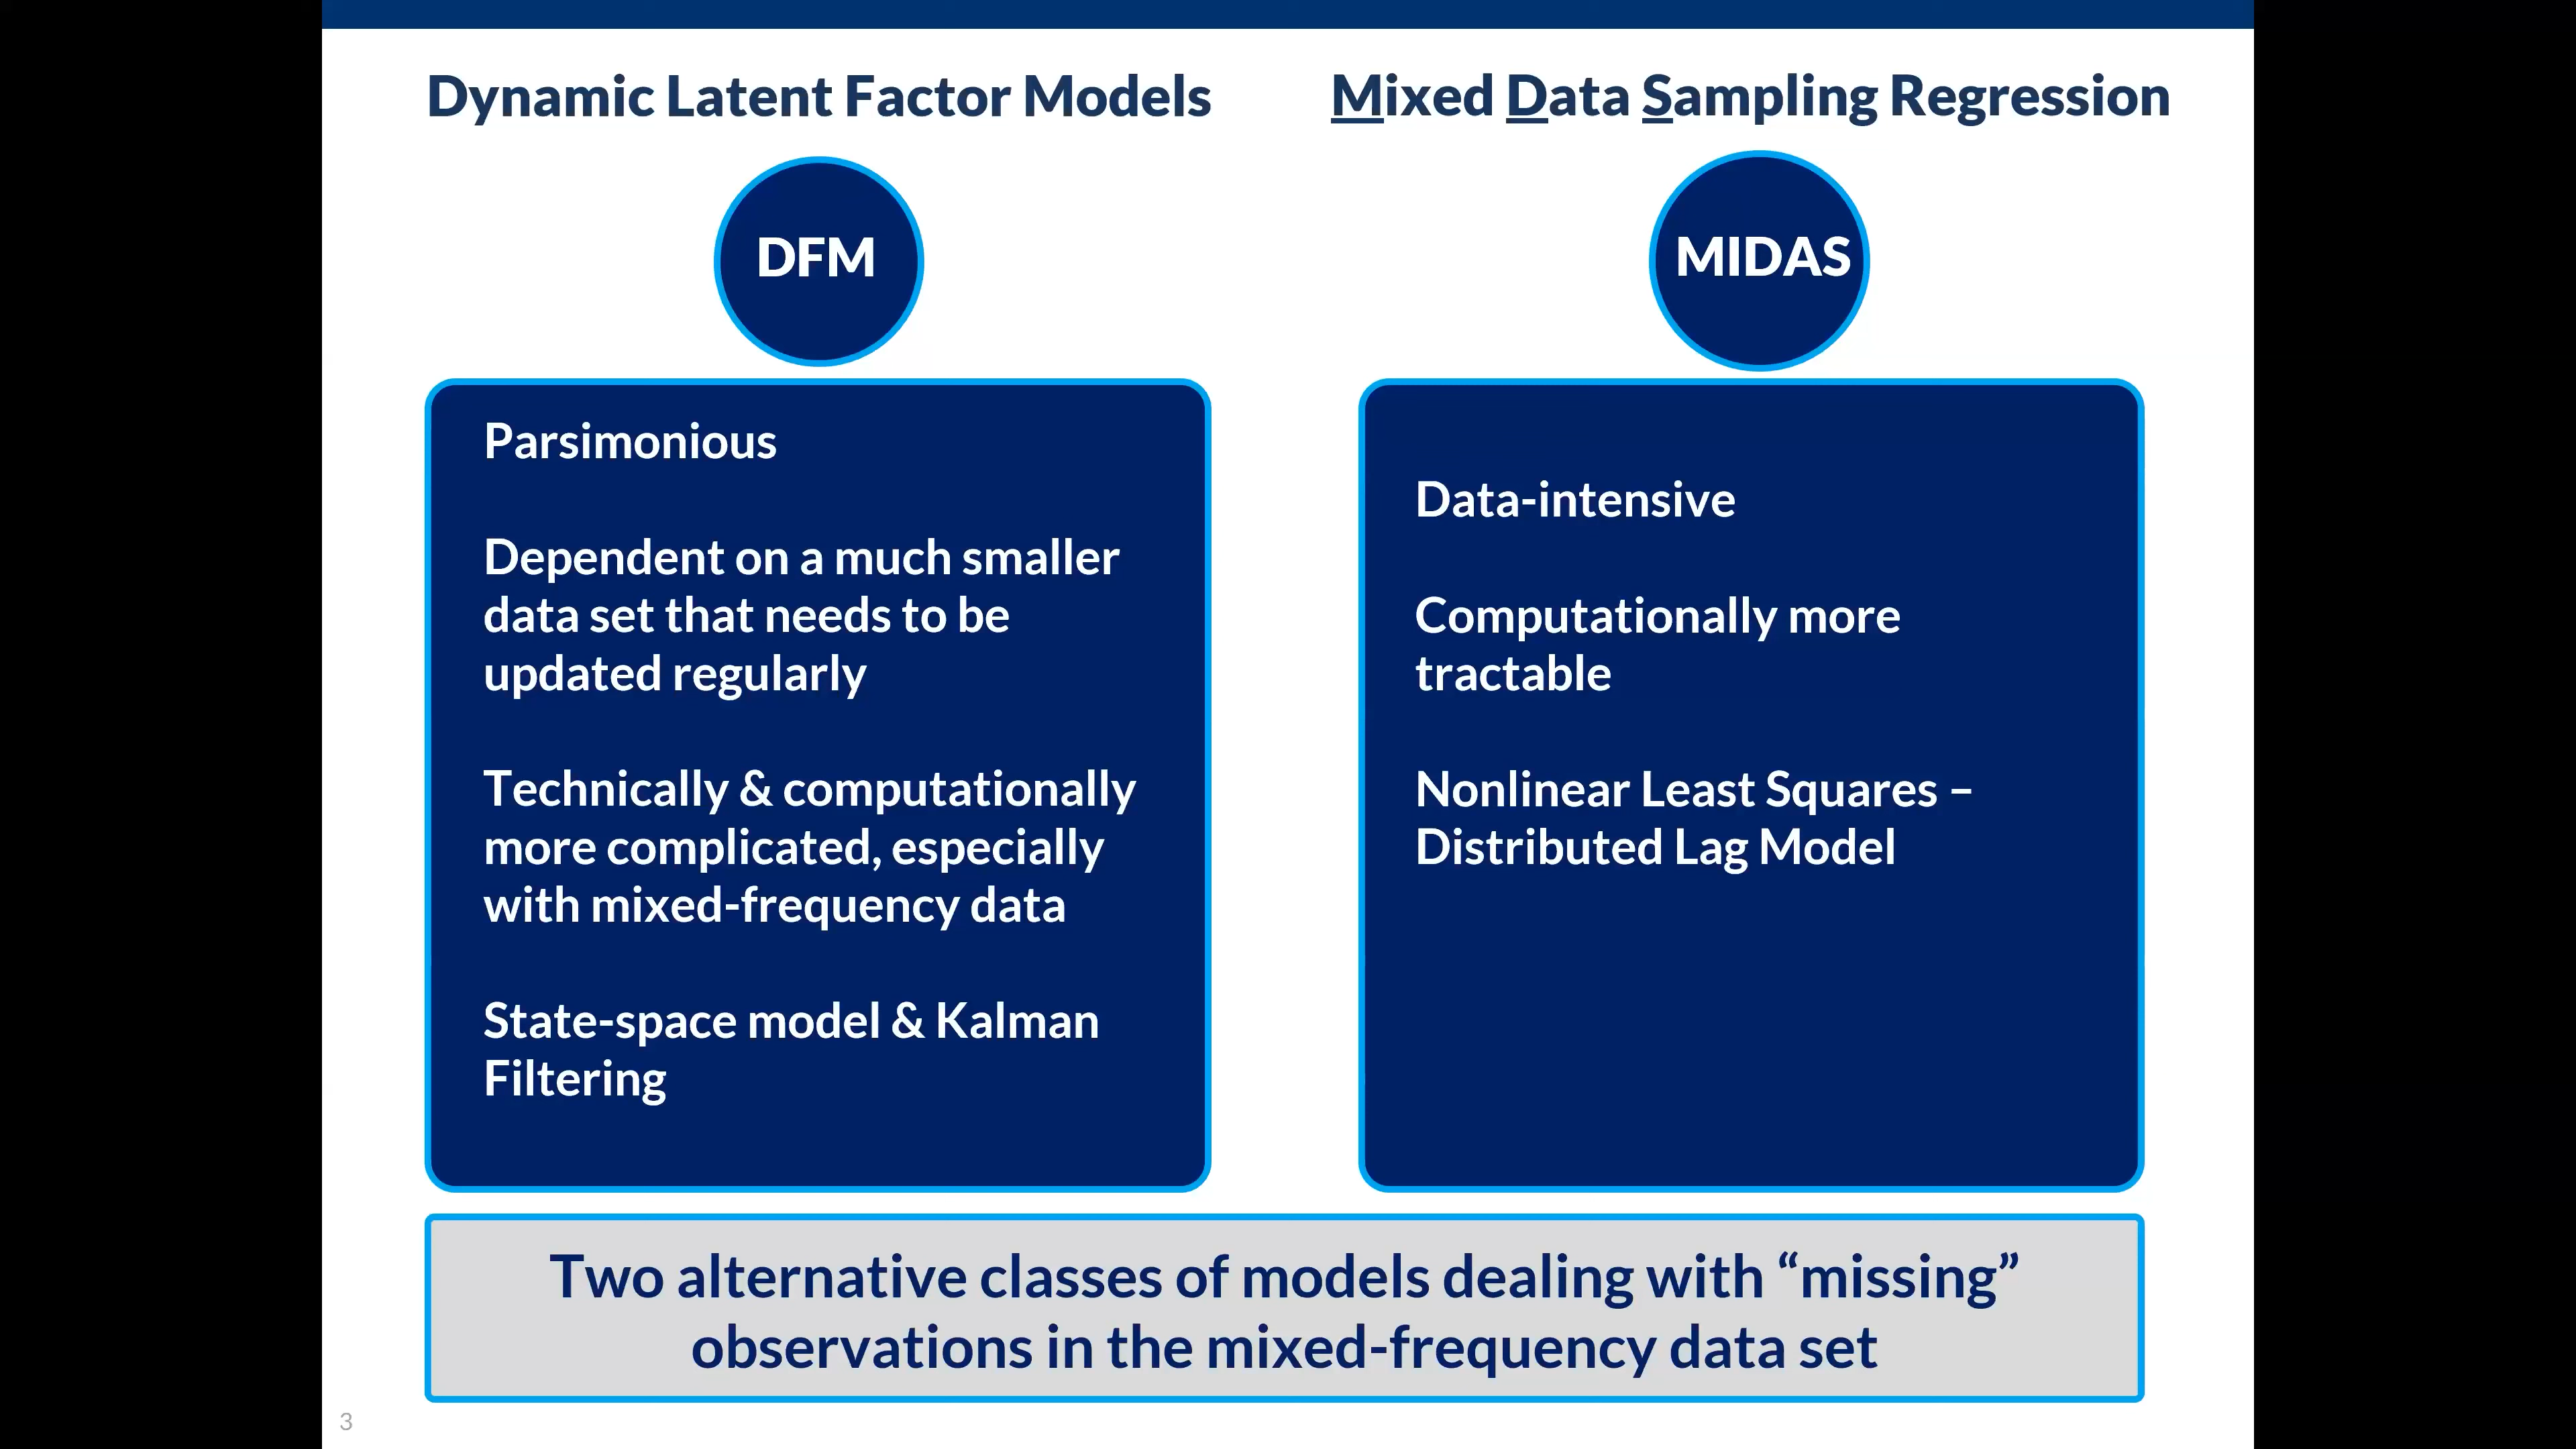 Dynamic Latent Factor Models
DFM
Parsimonious
Dependent on a much smaller
data set that needs to be
updated regularly
Technically & computationally
more complicated, especially
with mixed-frequency data
State-space model & Kalman
Filtering
Mixed Data Sampling Regression
MIDAS
Data-intensive
Computationally more
tractable
Nonlinear Least Squares –
Distributed Lag Model
Two alternative classes of models dealing with “missing”
observations in the mixed-frequency data set
3